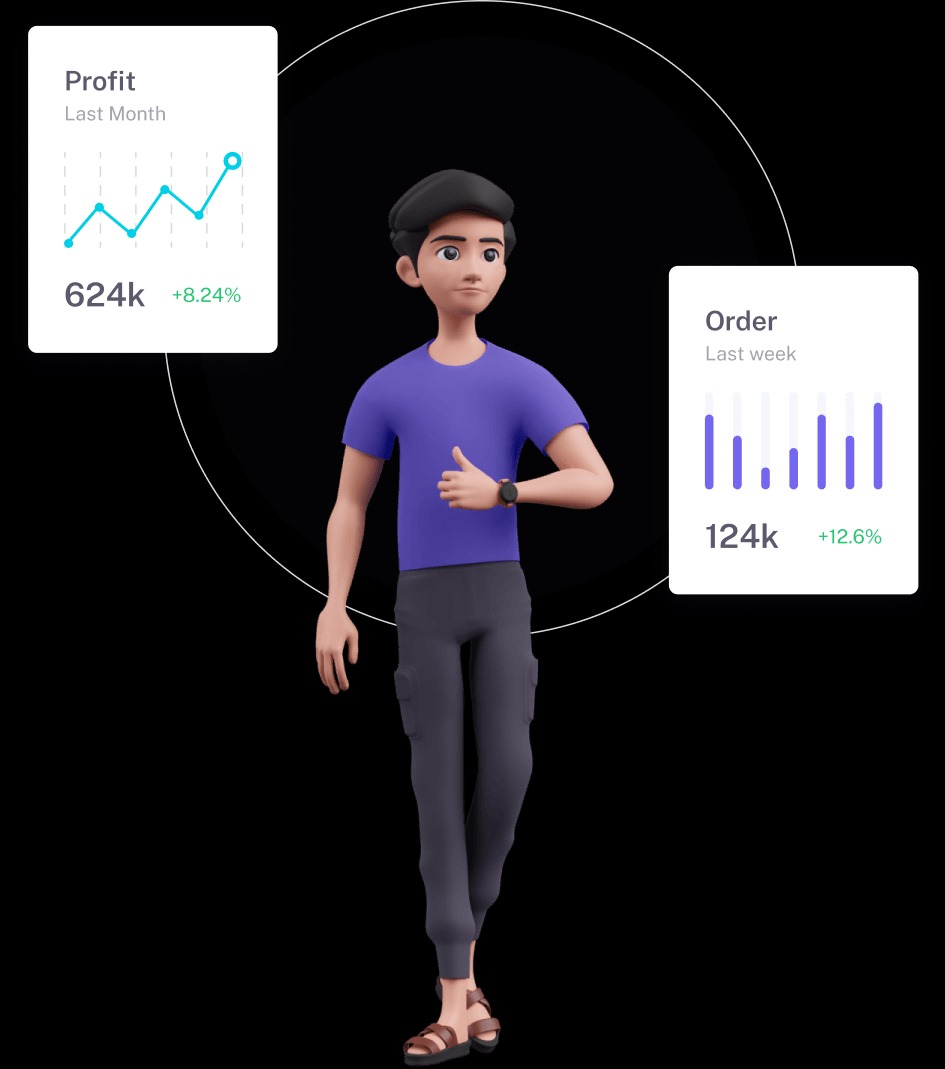 Profit
Last Month
624k +8.24%
Order
Last week
124k +12.6%